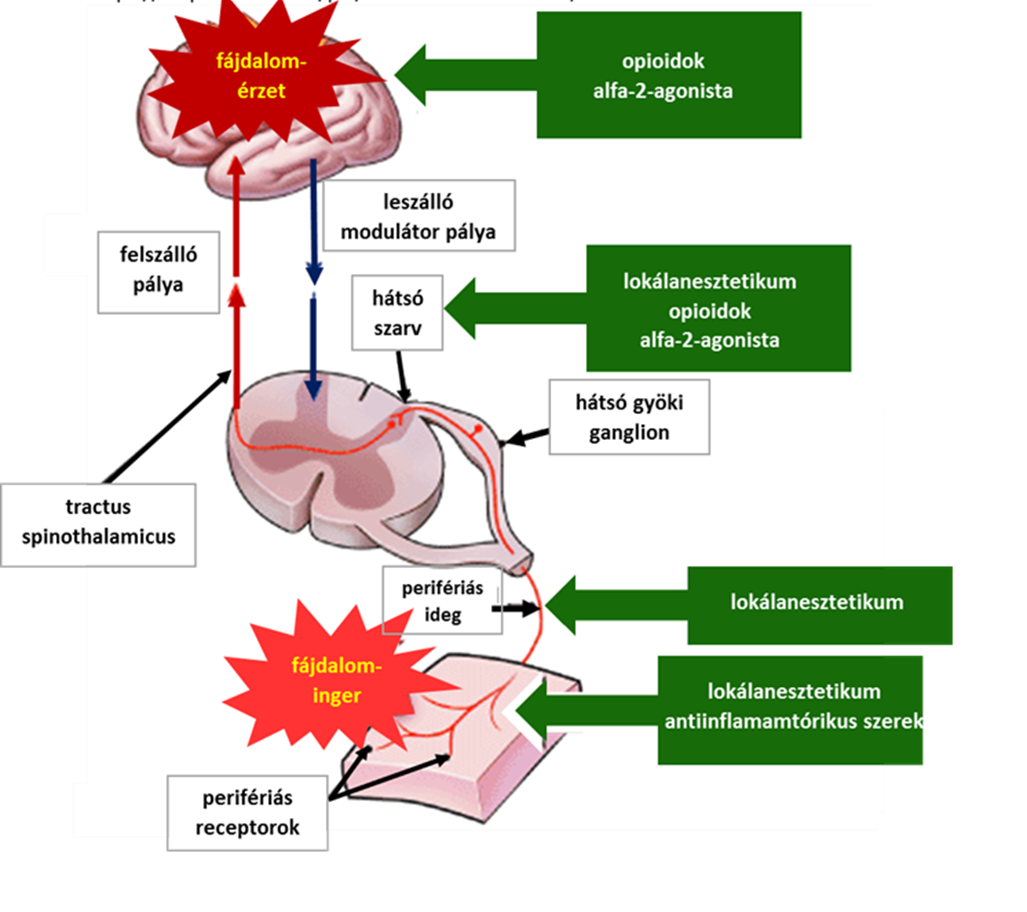 fájdalom-
érzet
opioidok
alfa-2-agonista
leszálló
modulátor pálya
felszálló
pálya
hátsó
szarv
lokálanesztetikum
opioidok
alfa-2-agonista
hátsó gyöki
ganglion
tractus
spinothalamicus
perifériás
ideg
lokálanesztetikum
fájdalom-
inger
lokálanesztetikum
antiinflamamtórikus szerek
perifériás
receptorok